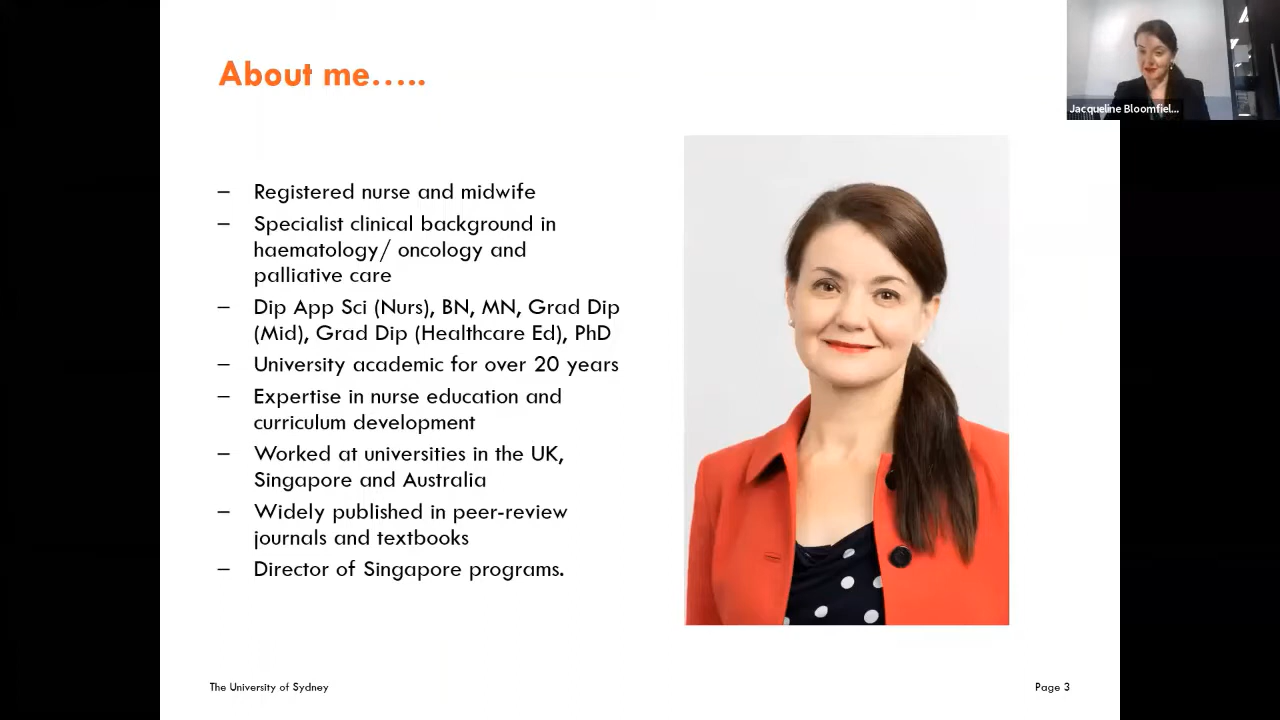 About me.....
Jacqueline Bloomfiel...
– Registered nurse and midwife
– Specialist clinical background in
haematology/ oncology and
palliative care
– Dip App Sci (Nurs), BN, MN, Grad Dip
(Mid), Grad Dip (Healthcare Ed), PhD
– University academic for over 20 years
– Expertise in nurse education and
curriculum development
– Worked at universities in the UK,
Singapore and Australia
– Widely published in peer-review
journals and textbooks
– Director of Singapore programs.
The University of Sydney
Page 3